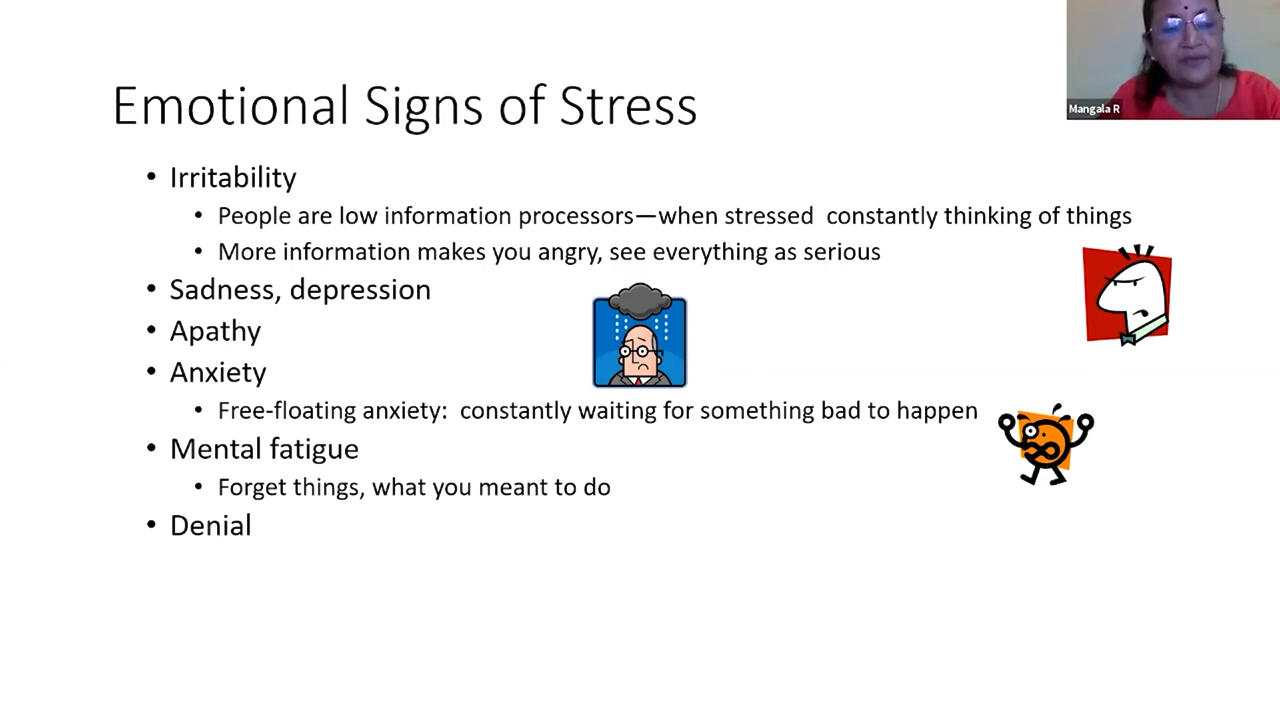 Emotional Signs of Stress
Mangala R
• Irritability
• People are low information processors—when stressed  constantly thinking of things
• More information makes you angry, see everything as serious
• Sadness, depression
• Apathy
• Anxiety
• Free-floating anxiety:  constantly waiting for something bad to happen
• Mental fatigue
• Forget things, what you meant to do
• Denial